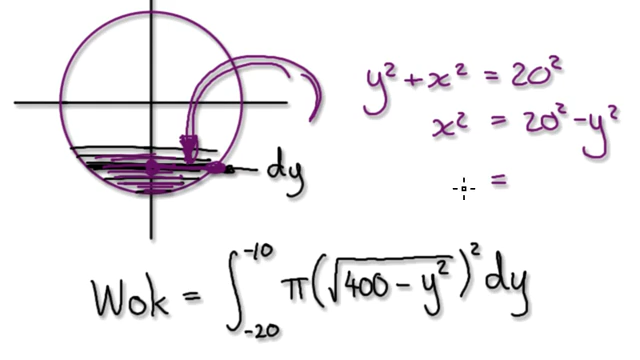 y² + x² = 20²
x² = 20² - y²
=
dy
Wok = ∫₋₂₀⁻¹⁰ π(√(400 - y²))² dy